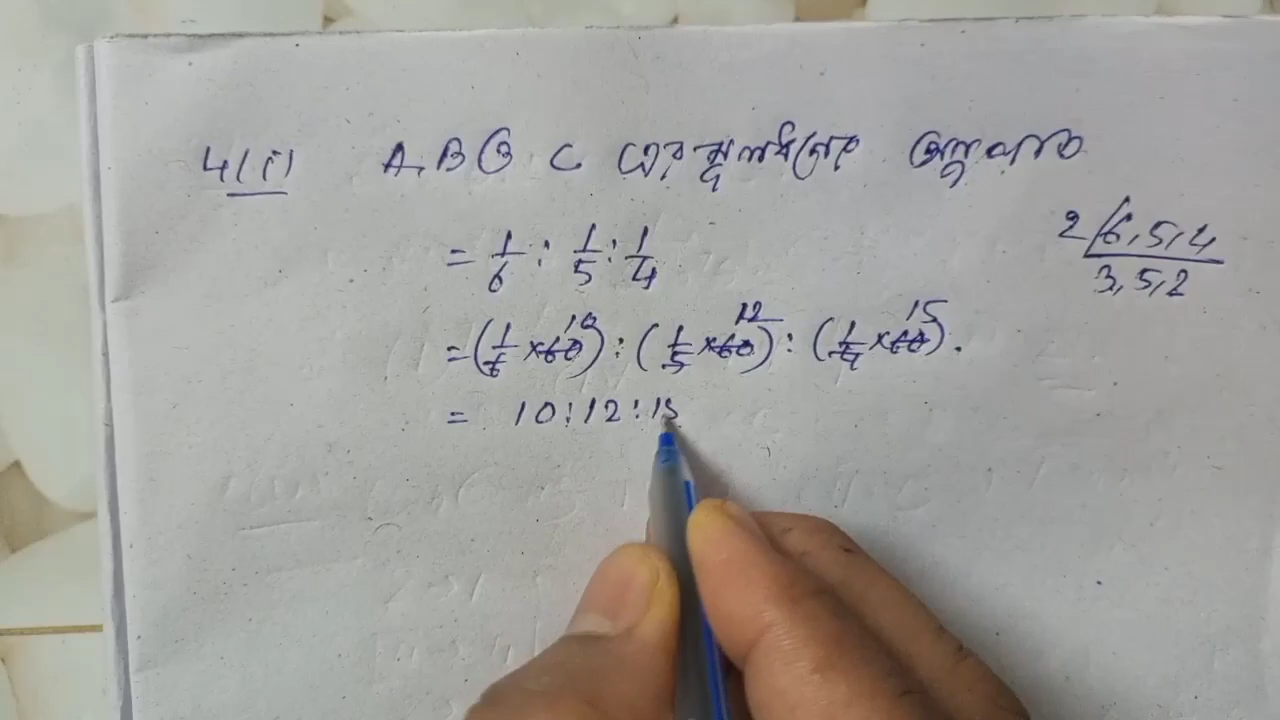 4(i) A, B ও C এর মূলধনের অনুপাত
= 1/6 : 1/5 : 1/4
2 / 6, 5, 4
3, 5, 2
= (1/6 × 60) 10 : (1/5 × 60) 12 : (1/4 × 60) 15 .
= 10 : 12 : 15